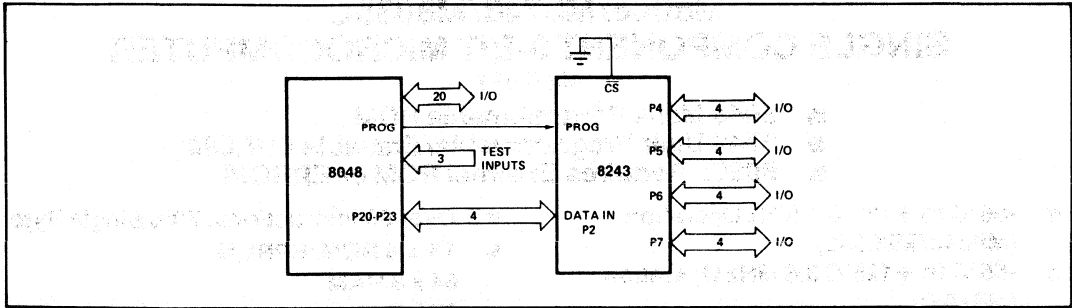 20 I/O
PROG
3 TEST INPUTS
8048
P20-P23
4
CS
PROG
8243
DATA IN
P2
P4 4 I/O
P5 4 I/O
P6 4 I/O
P7 4 I/O